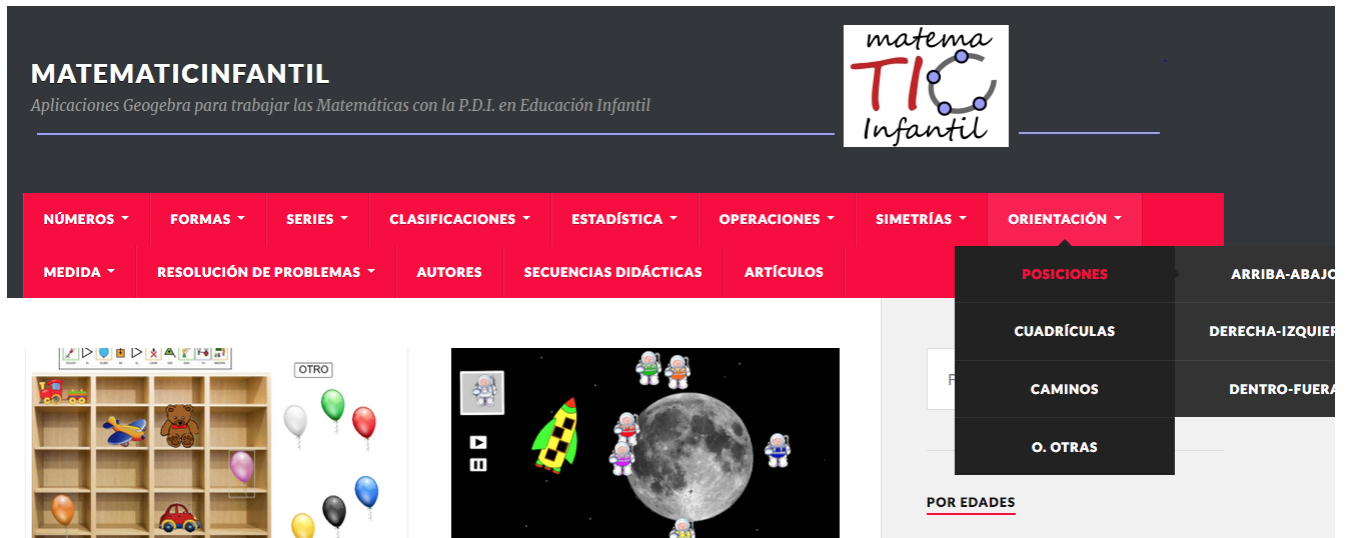 matema
TIC
Infantil
MATEMATICINFANTIL
Aplicaciones Geogebra para trabajar las Matemáticas con la P.D.I. en Educación Infantil
NÚMEROS FORMAS SERIES CLASIFICACIONES ESTADÍSTICA OPERACIONES SIMETRÍAS ORIENTACIÓN
MEDIDA RESOLUCIÓN DE PROBLEMAS AUTORES SECUENCIAS DIDÁCTICAS ARTÍCULOS
POSICIONES ARRIBA-ABAJO
CUADRÍCULAS DERECHA-IZQUIER
CAMINOS DENTRO-FUERA
O. OTRAS
OTRO
POR EDADES